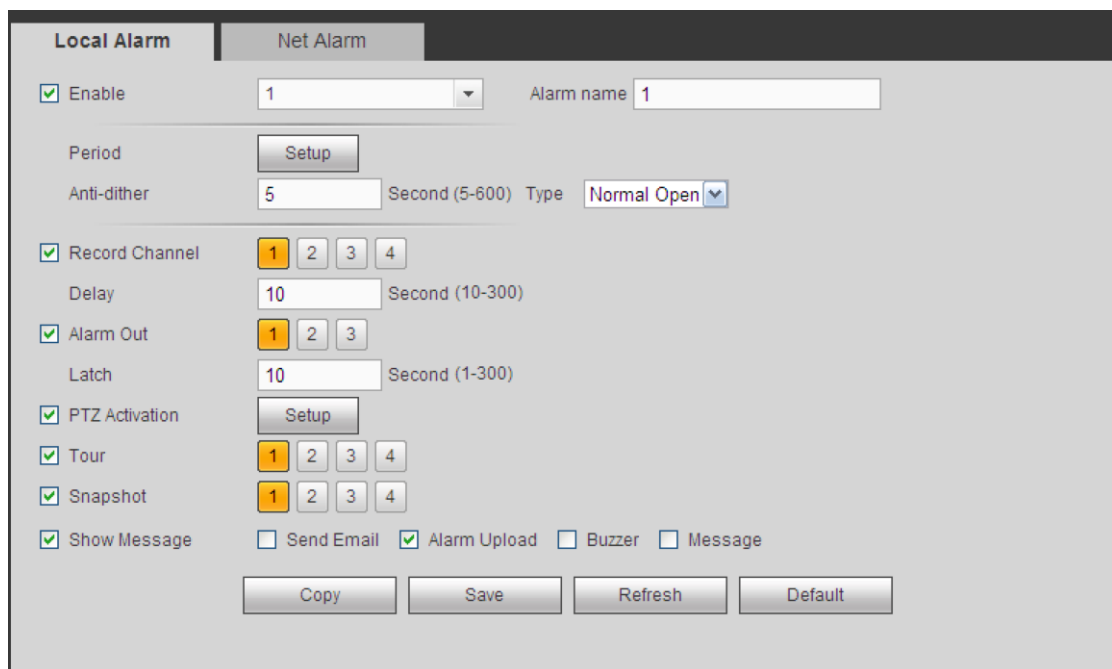 Local Alarm Net Alarm
Enable 1 Alarm name 1
Period Setup
Anti-dither 5 Second (5-600) Type Normal Open
Record Channel 1 2 3 4
Delay 10 Second (10-300)
Alarm Out 1 2 3
Latch 10 Second (1-300)
PTZ Activation Setup
Tour 1 2 3 4
Snapshot 1 2 3 4
Show Message Send Email Alarm Upload Buzzer Message
Copy Save Refresh Default